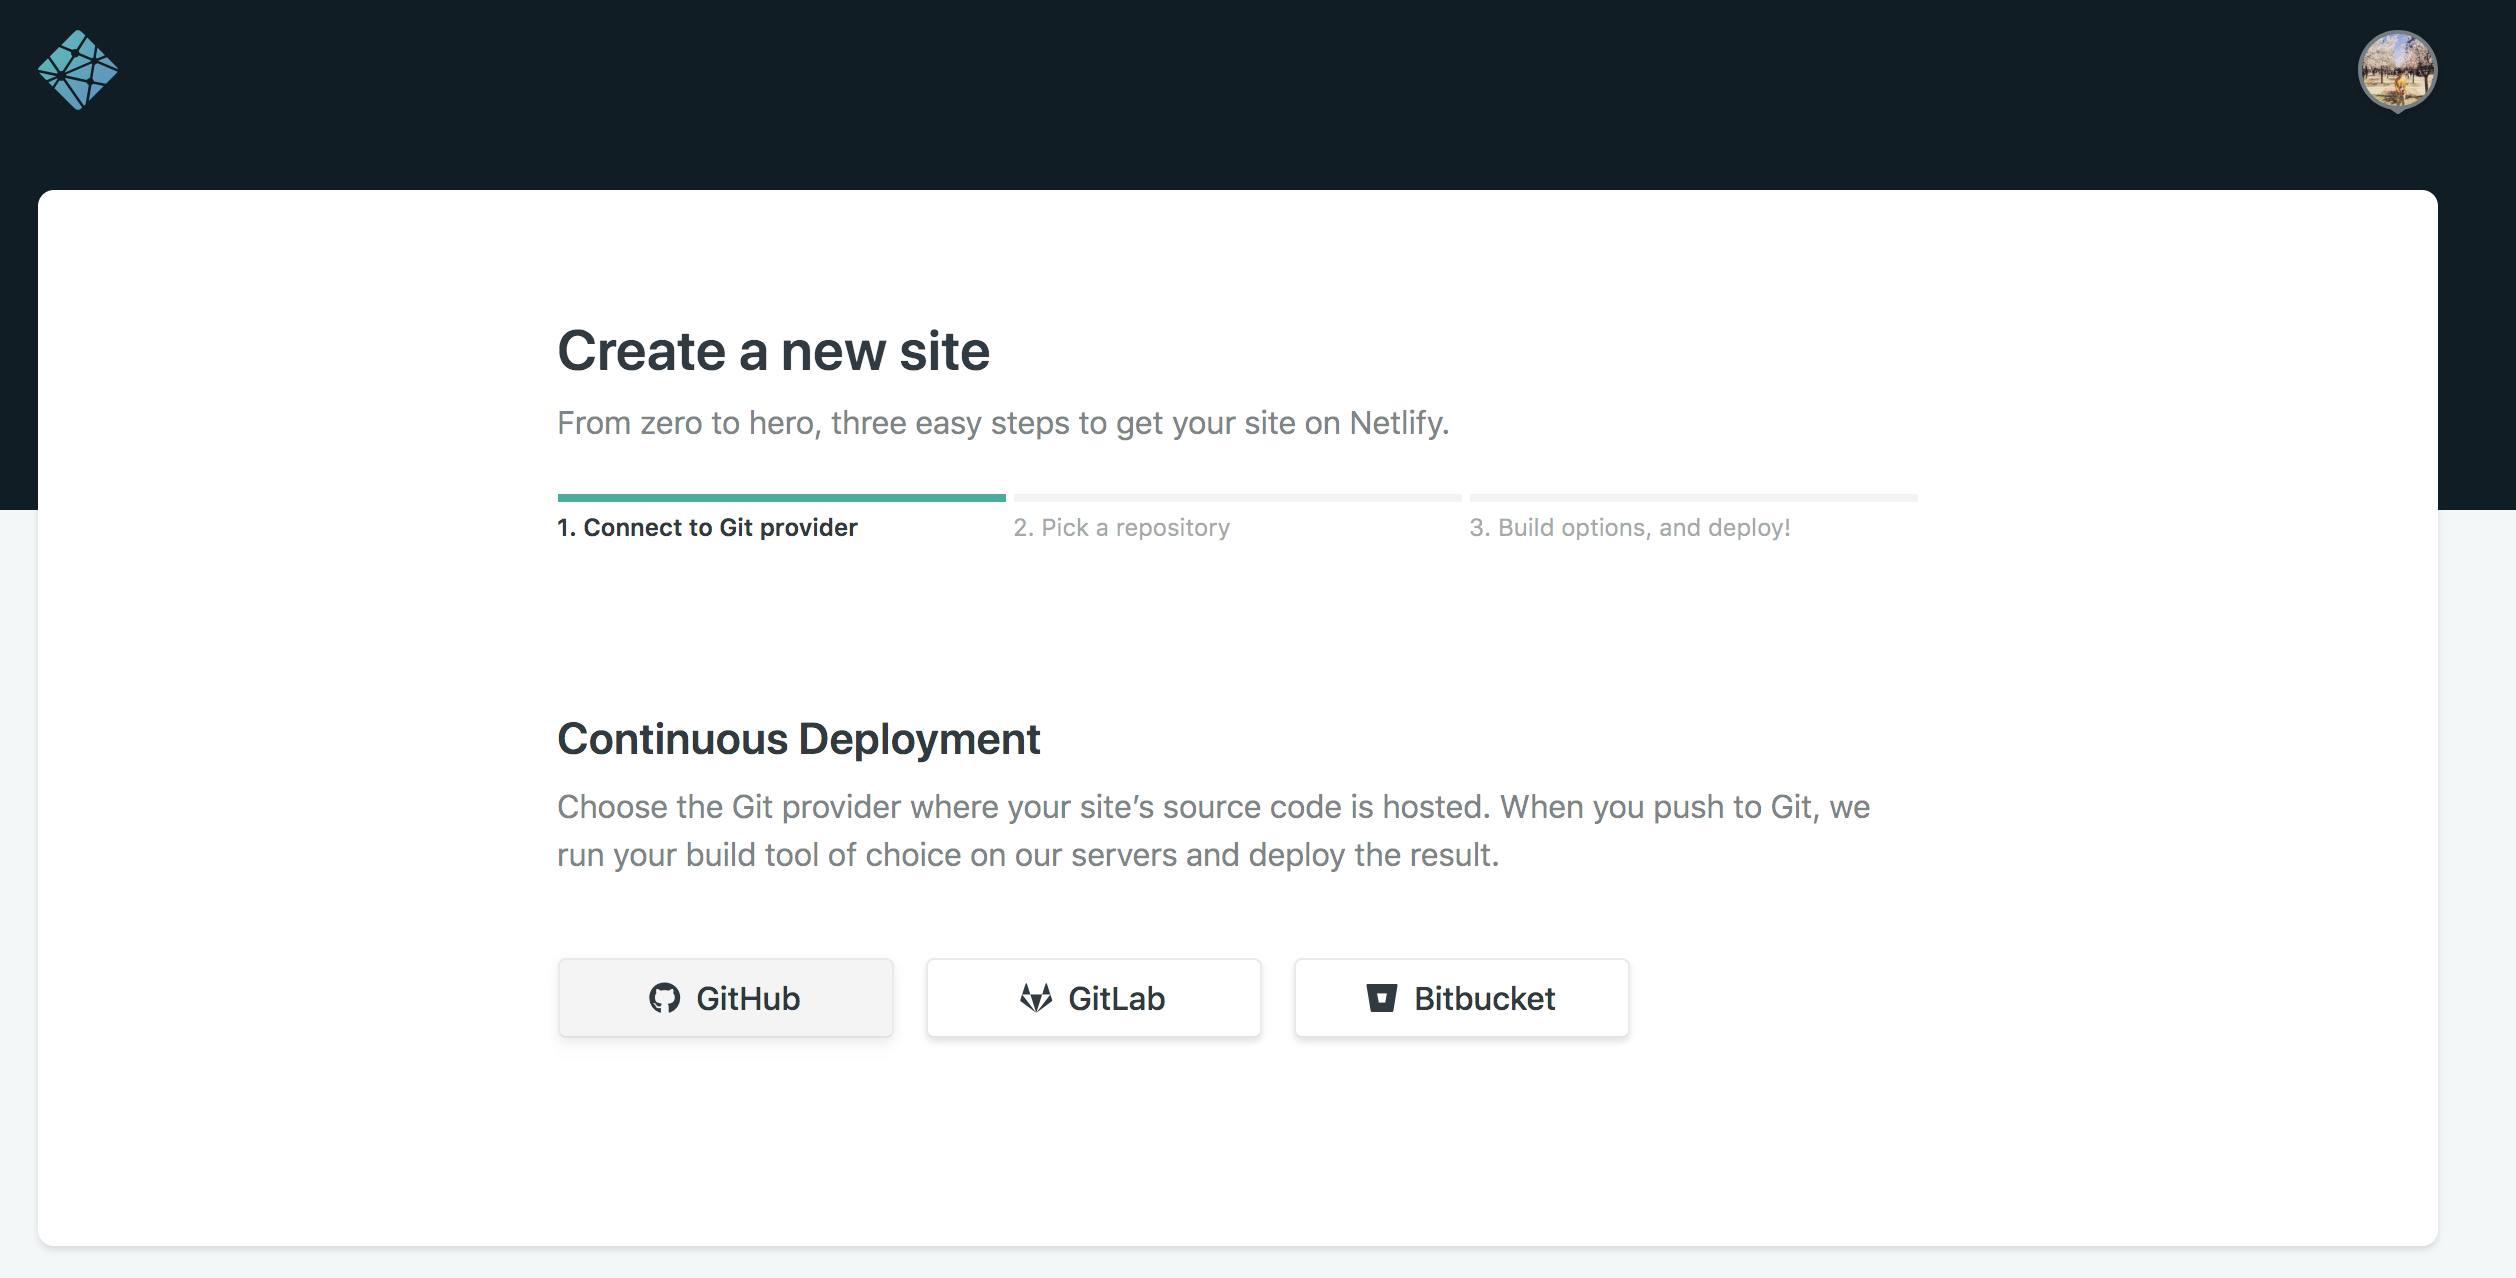 Create a new site
From zero to hero, three easy steps to get your site on Netlify.
1. Connect to Git provider
2. Pick a repository
3. Build options, and deploy!
Continuous Deployment
Choose the Git provider where your site’s source code is hosted. When you push to Git, we
run your build tool of choice on our servers and deploy the result.
GitHub
GitLab
Bitbucket